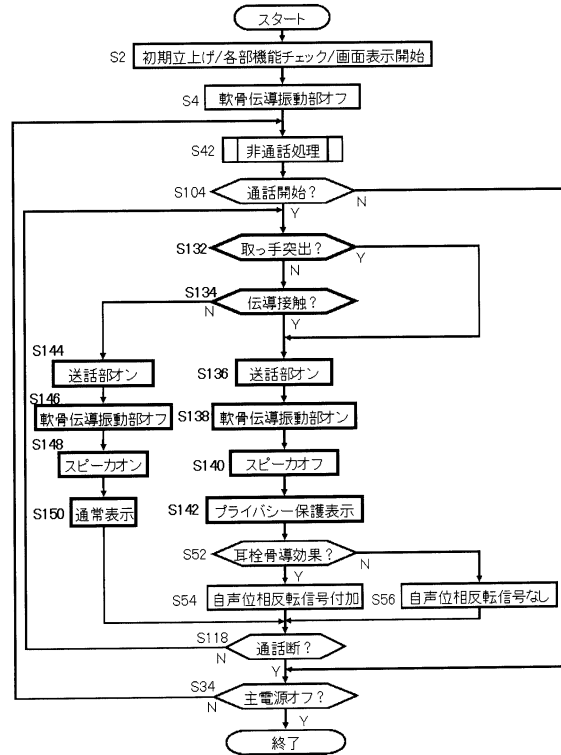 スタート
S2
初期立上げ/各部機能チェック/画面表示開始
S4
軟骨伝導振動部オフ
S42
非通話処理
S104
通話開始？
N
Y
S132
取っ手突出？
Y
N
S134
伝導接触？
N
Y
S144
送話部オン
S136
送話部オン
S146
軟骨伝導振動部オフ
S138
軟骨伝導振動部オン
S148
スピーカオン
S140
スピーカオフ
S150
通常表示
S142
プライバシー保護表示
S52
耳栓骨導効果？
N
Y
S54
自声位相反転信号付加
S56
自声位相反転信号なし
S118
通話断？
N
Y
S34
主電源オフ？
N
Y
終了